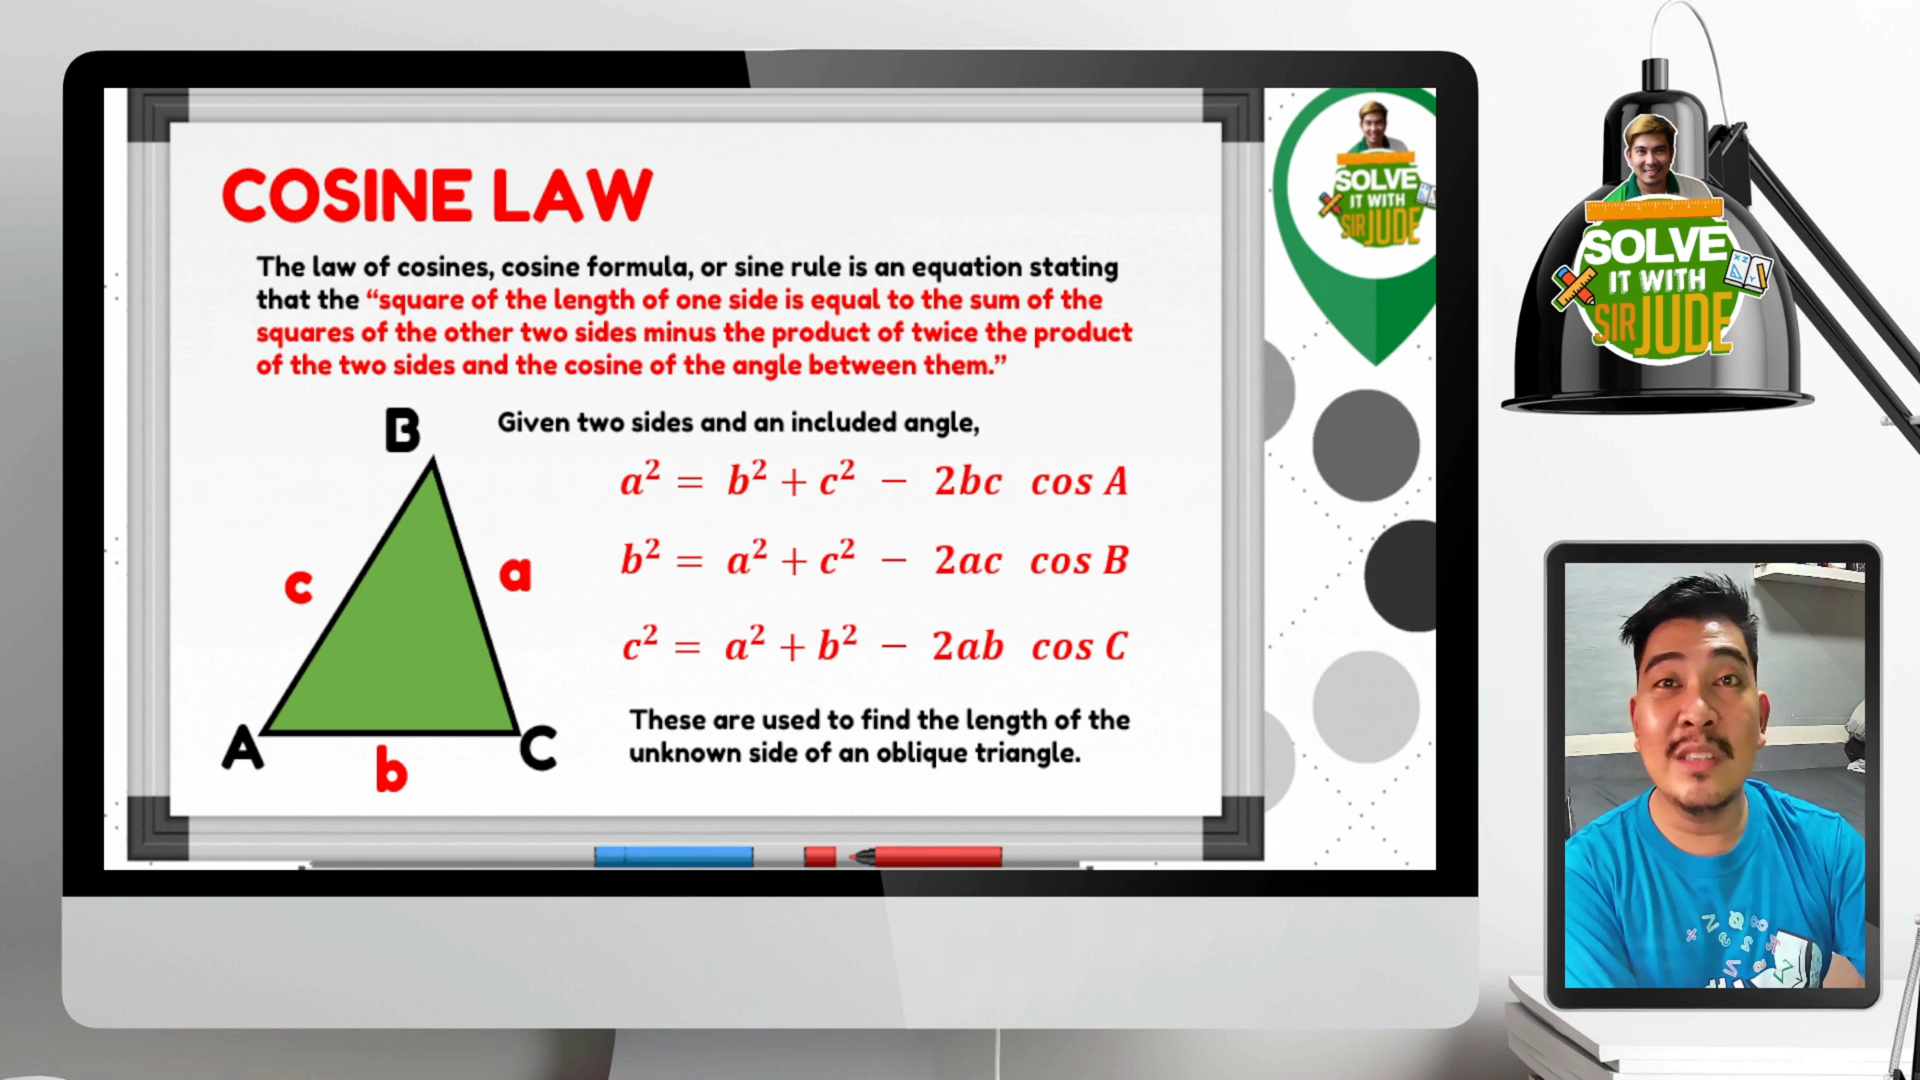 COSINE LAW
The law of cosines, cosine formula, or sine rule is an equation stating
that the “square of the length of one side is equal to the sum of the
squares of the other two sides minus the product of twice the product
of the two sides and the cosine of the angle between them.”
B
Given two sides and an included angle,
a² = b² + c² − 2bc cos A
b² = a² + c² − 2ac cos B
c² = a² + b² − 2ab cos C
c
a
A
b
C
These are used to find the length of the
unknown side of an oblique triangle.
SOLVE
IT WITH
SIR JUDE
SOLVE
IT WITH
SIR JUDE